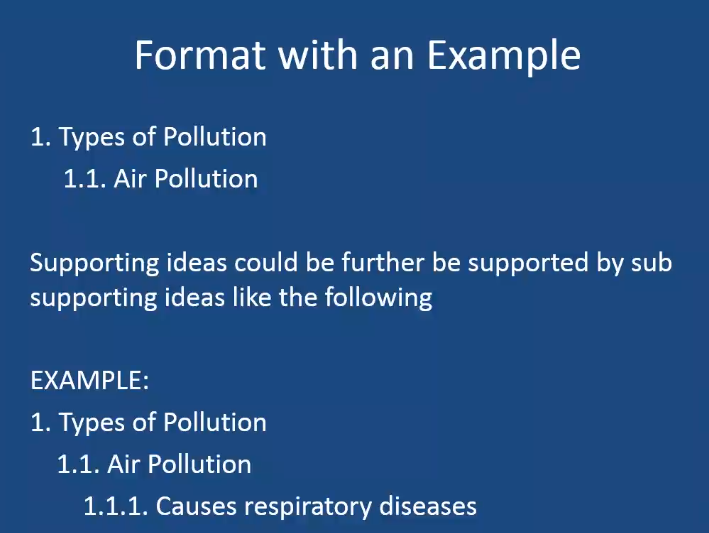 Format with an Example
1. Types of Pollution
1.1. Air Pollution
Supporting ideas could be further be supported by sub
supporting ideas like the following
EXAMPLE:
1. Types of Pollution
1.1. Air Pollution
1.1.1. Causes respiratory diseases